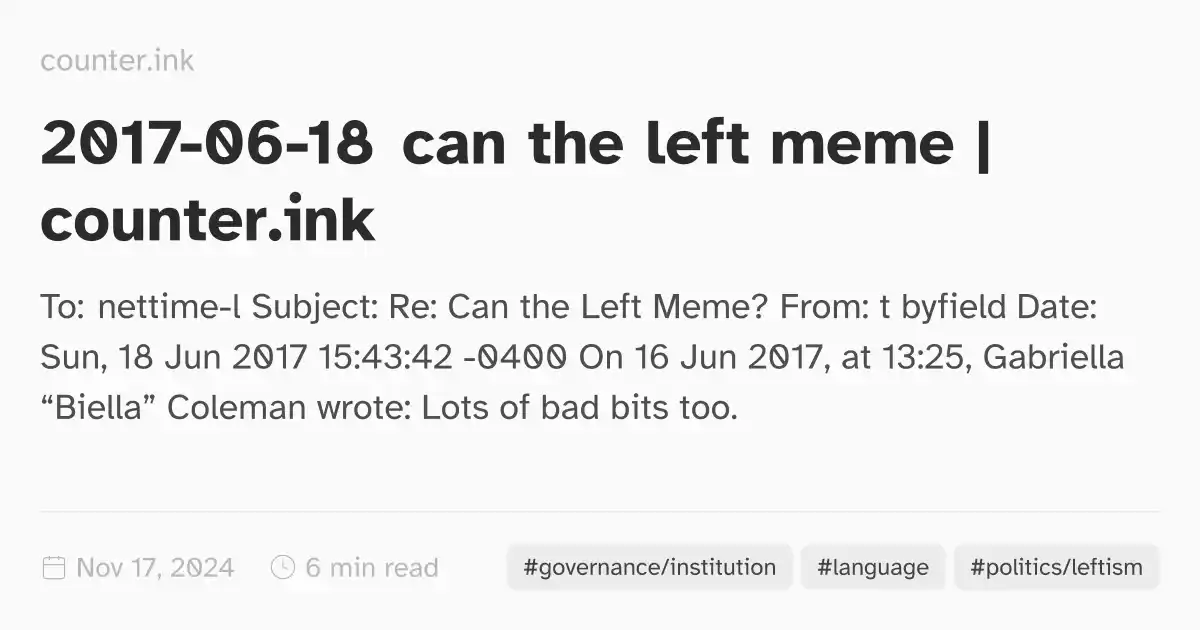 counter.ink
2017-06-18 can the left meme |
counter.ink
To: nettime-l Subject: Re: Can the Left Meme? From: t byfield Date:
Sun, 18 Jun 2017 15:43:42 -0400 On 16 Jun 2017, at 13:25, Gabriella
“Biella” Coleman wrote: Lots of bad bits too.
Nov 17, 2024 6 min read #governance/institution #language #politics/leftism